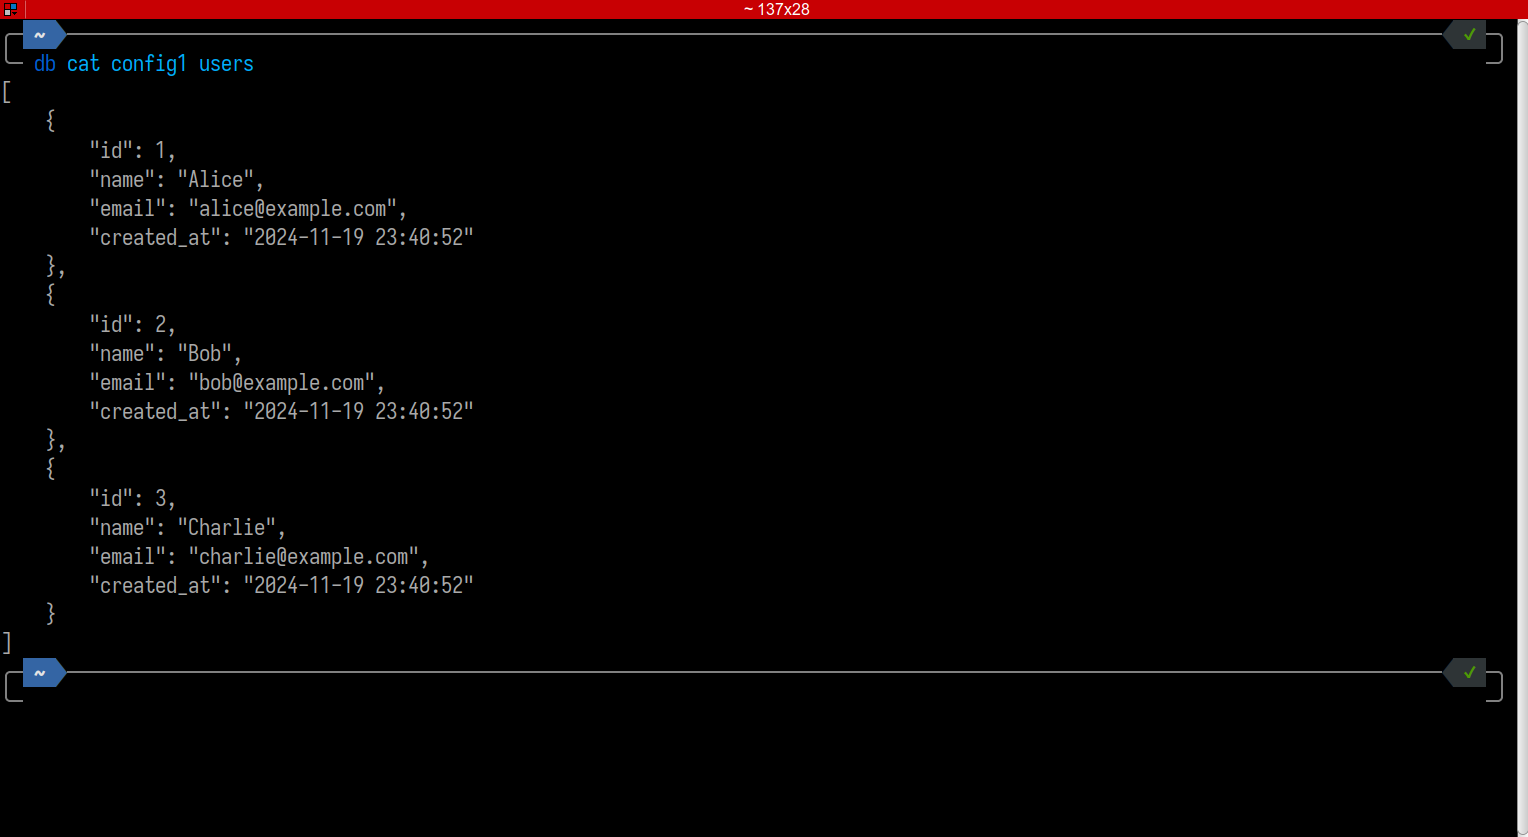 ~ 137x28
~ ✓
db cat config1 users
[
    {
        "id": 1,
        "name": "Alice",
        "email": "alice@example.com",
        "created_at": "2024-11-19 23:40:52"
    },
    {
        "id": 2,
        "name": "Bob",
        "email": "bob@example.com",
        "created_at": "2024-11-19 23:40:52"
    },
    {
        "id": 3,
        "name": "Charlie",
        "email": "charlie@example.com",
        "created_at": "2024-11-19 23:40:52"
    }
]
~ ✓